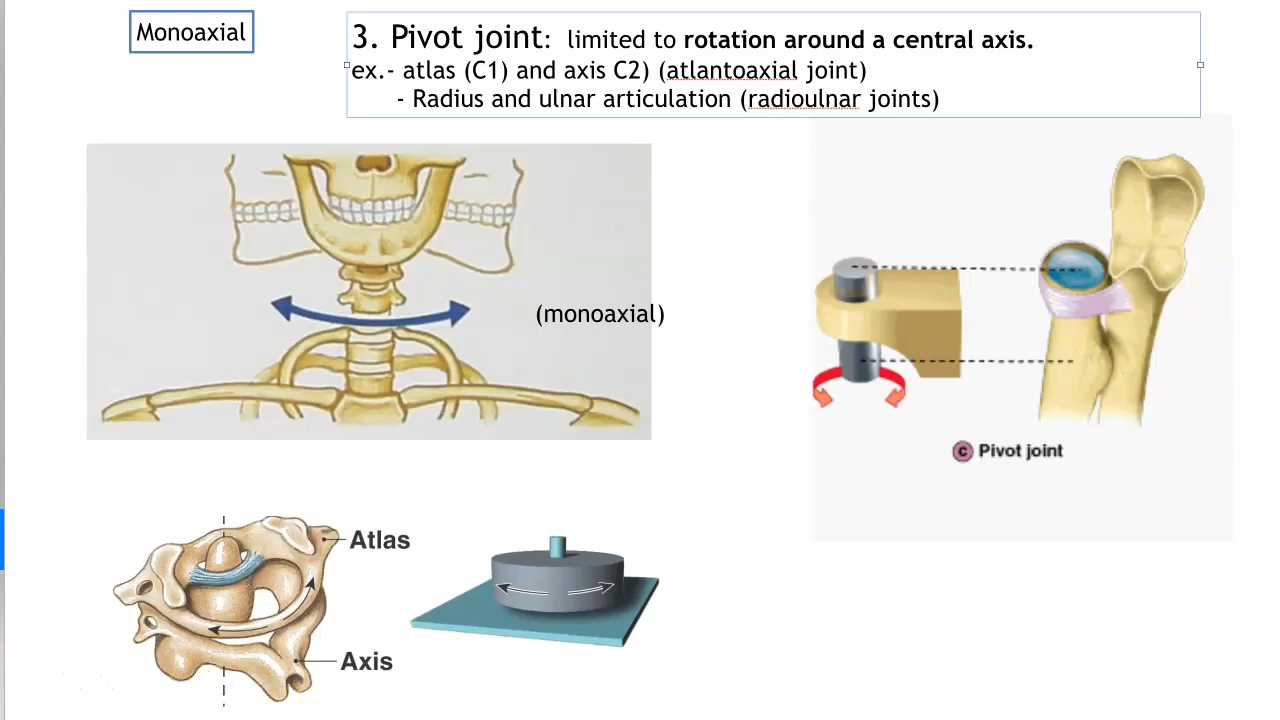 Monoaxial
3. Pivot joint: limited to rotation around a central axis.
ex.- atlas (C1) and axis C2) (atlantoaxial joint)
- Radius and ulnar articulation (radioulnar joints)
(monoaxial)
c Pivot joint
Atlas
Axis